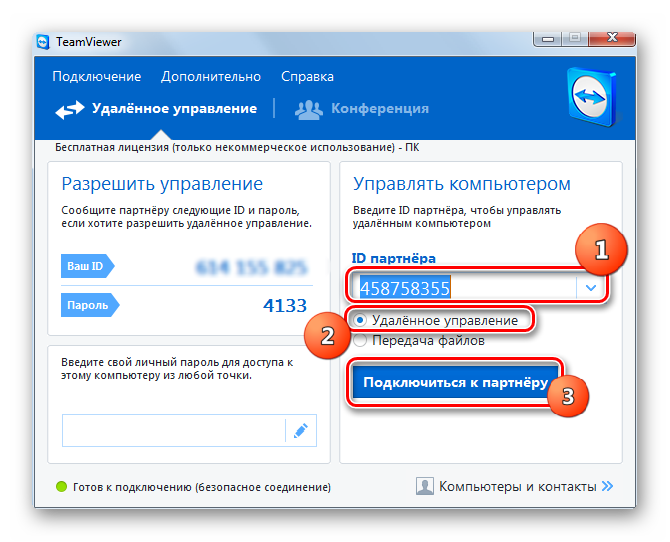 TeamViewer
Подключение Дополнительно Справка
Удалённое управление Конференция
Бесплатная лицензия (только некоммерческое использование) - ПК
Разрешить управление
Сообщите партнёру следующие ID и пароль,
если хотите разрешить удалённое управление.
Ваш ID
Пароль 4133
Введите свой личный пароль для доступа к
этому компьютеру из любой точки.
Управлять компьютером
Введите ID партнёра, чтобы управлять
удалённым компьютером
ID партнёра
1
458758355
Удалённое управление
2
Передача файлов
Подключиться к партнёру
3
Готов к подключению (безопасное соединение)
Компьютеры и контакты